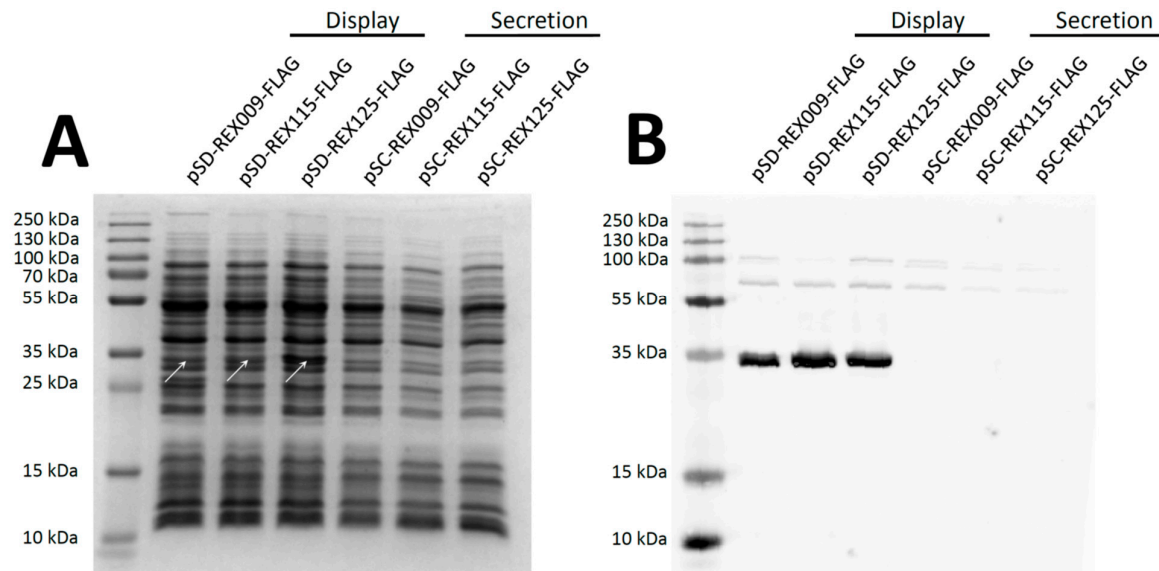 Display
Secretion
pSD-REX009-FLAG
pSD-REX115-FLAG
pSD-REX125-FLAG
pSC-REX009-FLAG
pSC-REX115-FLAG
pSC-REX125-FLAG
A
250 kDa
130 kDa
100 kDa
70 kDa
55 kDa
35 kDa
25 kDa
15 kDa
10 kDa
Display
Secretion
pSD-REX009-FLAG
pSD-REX115-FLAG
pSD-REX125-FLAG
pSC-REX009-FLAG
pSC-REX115-FLAG
pSC-REX125-FLAG
B
250 kDa
130 kDa
100 kDa
55 kDa
35 kDa
15 kDa
10 kDa